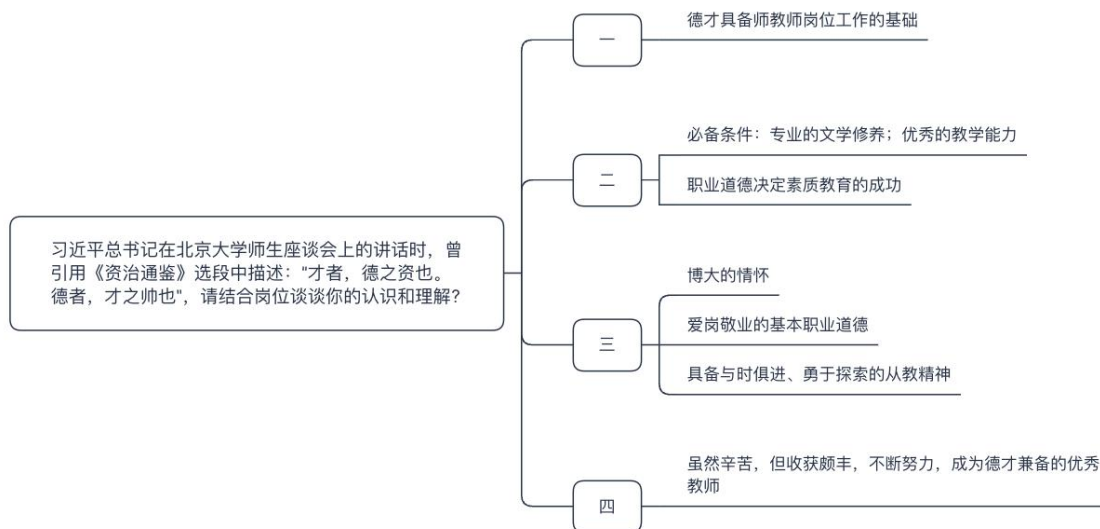 习近平总书记在北京大学师生座谈会上的讲话时，曾
引用《资治通鉴》选段中描述："才者，德之资也。
德者，才之帅也"，请结合岗位谈谈你的认识和理解?
一
德才具备师教师岗位工作的基础
二
必备条件：专业的文学修养；优秀的教学能力
职业道德决定素质教育的成功
三
博大的情怀
爱岗敬业的基本职业道德
具备与时俱进、勇于探索的从教精神
四
虽然辛苦，但收获颇丰，不断努力，成为德才兼备的优秀
教师